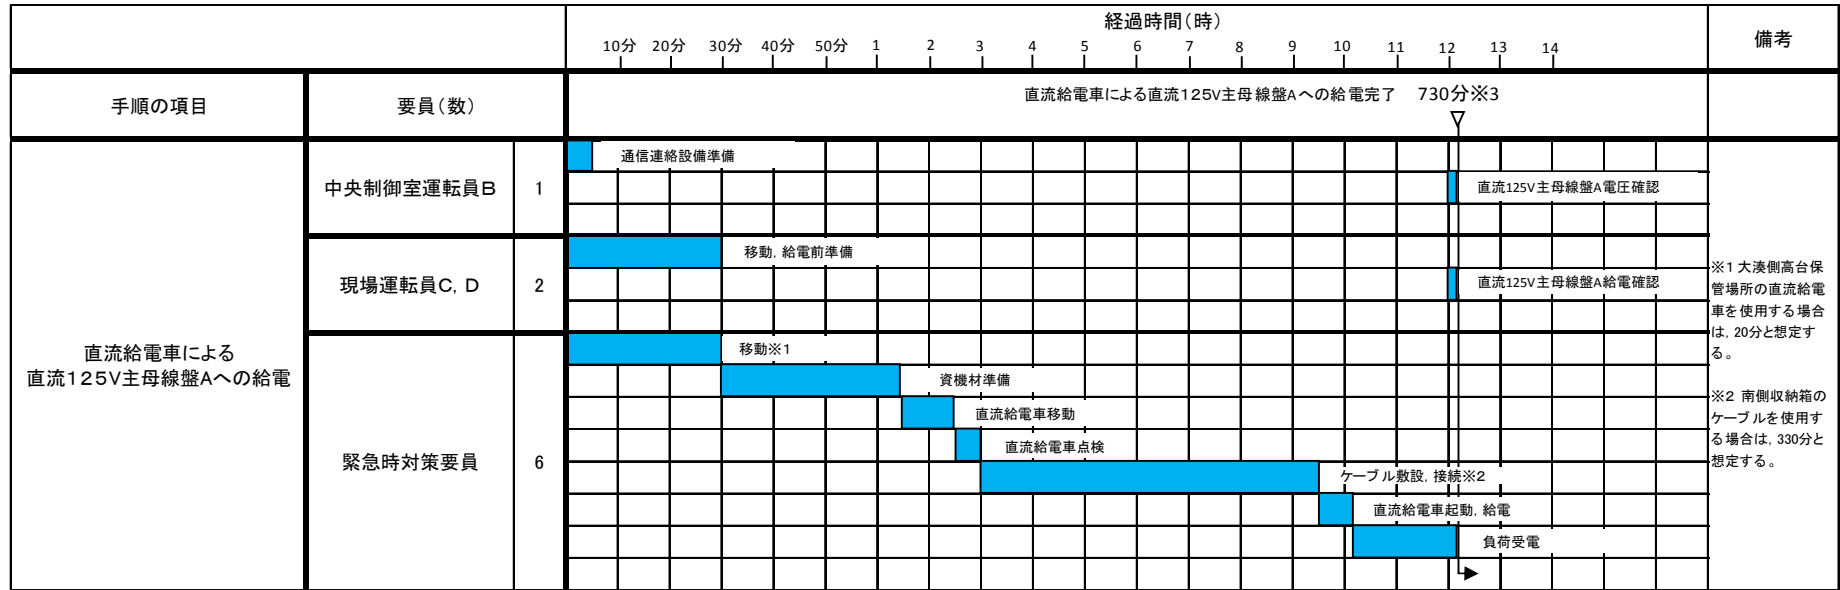 経過時間(時)
10分 20分 30分 40分 50分 1 2 3 4 5 6 7 8 9 10 11 12 13 14
備考
手順の項目
要員(数)
直流給電車による直流125V主母線盤Aへの給電完了 730分※3
直流給電車による
直流125V主母線盤Aへの給電
中央制御室運転員B
1
通信連絡設備準備
直流125V主母線盤A電圧確認
現場運転員C, D
2
移動, 給電前準備
直流125V主母線盤A給電確認
緊急時対策要員
6
移動※1
資機材準備
直流給電車移動
直流給電車点検
ケーブル敷設, 接続※2
直流給電車起動, 給電
負荷受電
※1 大湊側高台保
管場所の直流給電
車を使用する場合
は, 20分と想定す
る。
※2 南側収納箱の
ケーブルを使用す
る場合は, 330分と
想定する。